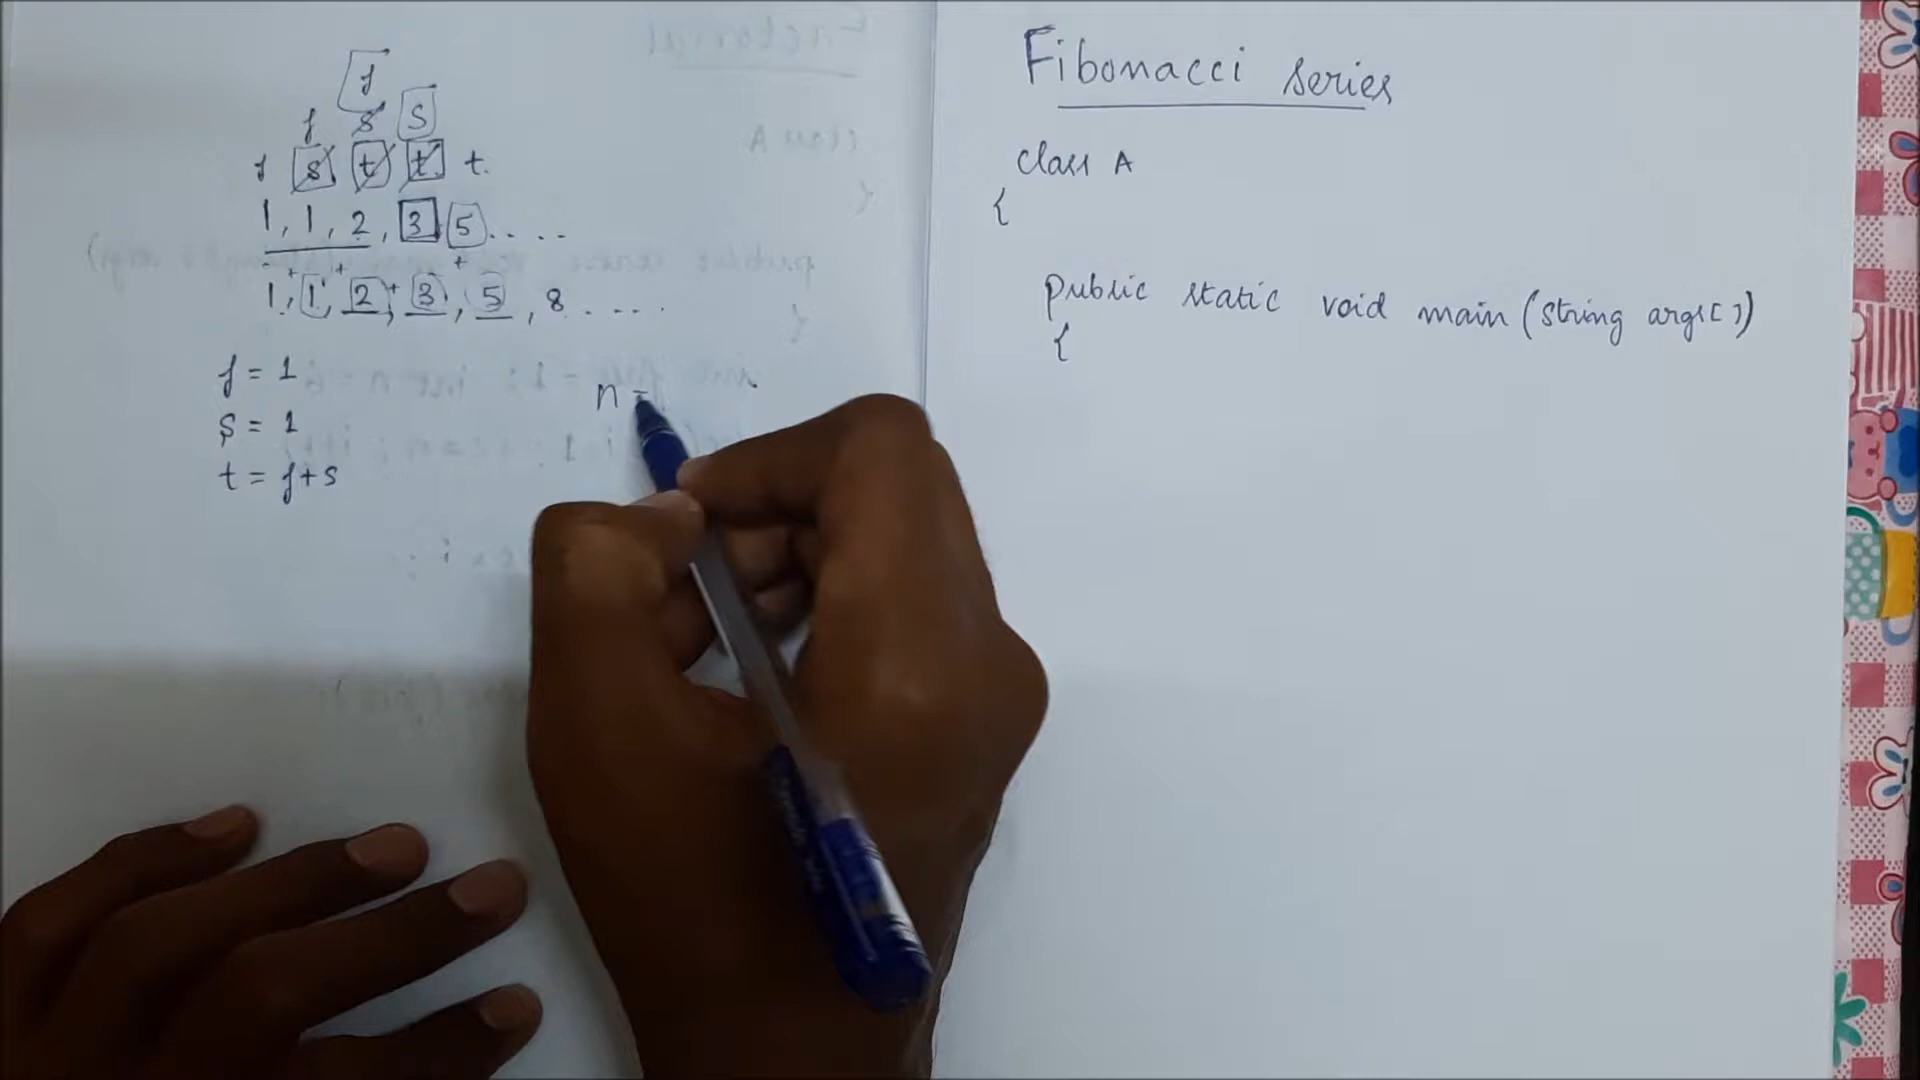 f
f s S
f s t t t.
1, 1, 2, 3 5 . . . .
+ + + +
1, 1, 2, 3, 5, 8 . . . .
f = 1
s = 1
t = f+s
n =
Fibonacci series
class A
{
public static void main (string args[])
{